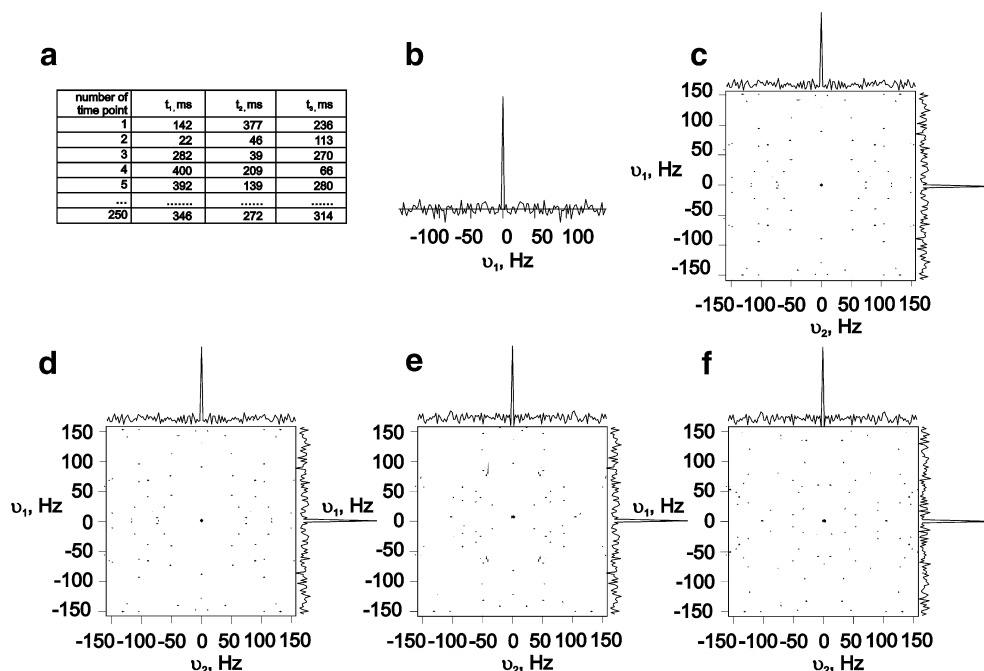 a
number of time point t₁, ms t₂, ms t₃, ms
1 142 377 236
2 22 46 113
3 282 39 270
4 400 209 66
5 392 139 280
... ....... ...... ......
250 346 272 314
b
-100 -50 0 50 100
υ₁, Hz
c
150
100
50
υ₁, Hz
0
-50
-100
-150
-150 -100 -50 0 50 100 150
υ₂, Hz
d
150
100
50
υ₁, Hz
0
-50
-100
-150
-150 -100 -50 0 50 100 150
υ₂, Hz
e
150
100
50
υ₁, Hz
0
-50
-100
-150
-150 -100 -50 0 50 100 150
υ₃, Hz
f
150
100
50
υ₁, Hz
0
-50
-100
-150
-150 -100 -50 0 50 100 150
υ₃, Hz